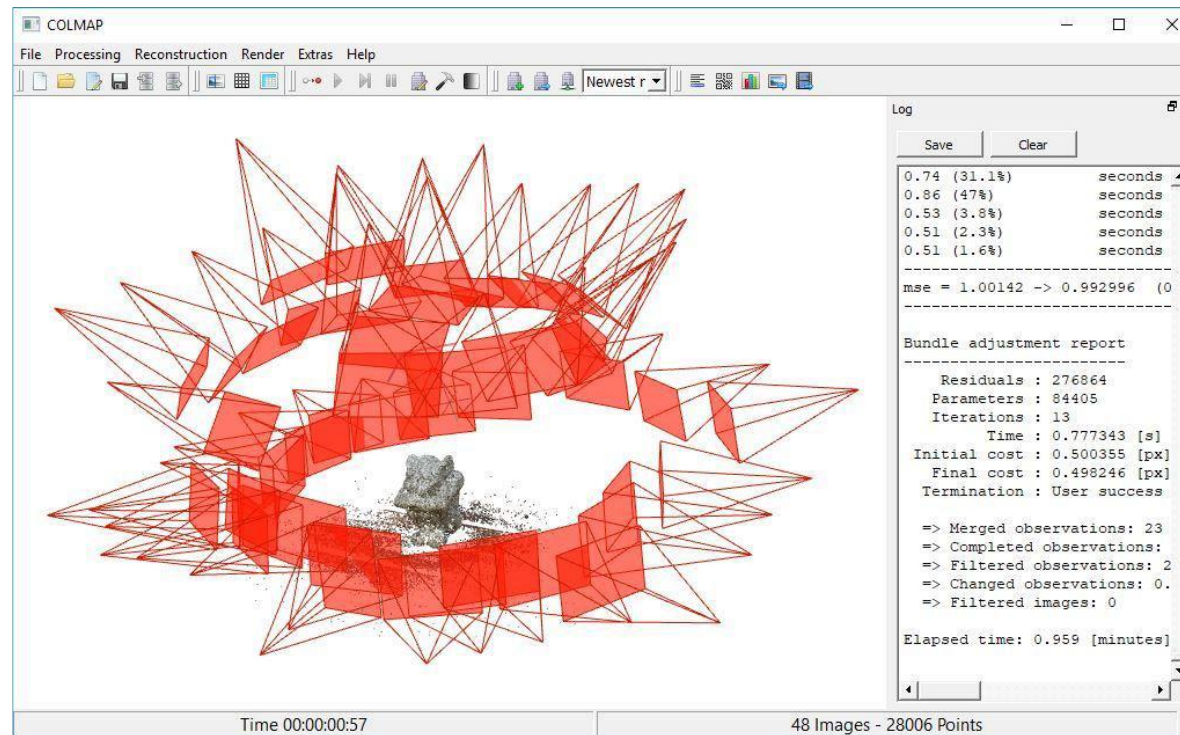 COLMAP
File Processing Reconstruction Render Extras Help
Newest r
Log
Save Clear
0.74 (31.1%) seconds
0.86 (47%) seconds
0.53 (3.8%) seconds
0.51 (2.3%) seconds
0.51 (1.6%) seconds
------------------------------
mse = 1.00142 -> 0.992996 (0
------------------------------
Bundle adjustment report
-------------------------
Residuals : 276864
Parameters : 84405
Iterations : 13
Time : 0.777343 [s]
Initial cost : 0.500355 [px]
Final cost : 0.498246 [px]
Termination : User success
=> Merged observations: 23
=> Completed observations:
=> Filtered observations: 2
=> Changed observations: 0.
=> Filtered images: 0
Elapsed time: 0.959 [minutes]
Time 00:00:00:57 48 Images - 28006 Points